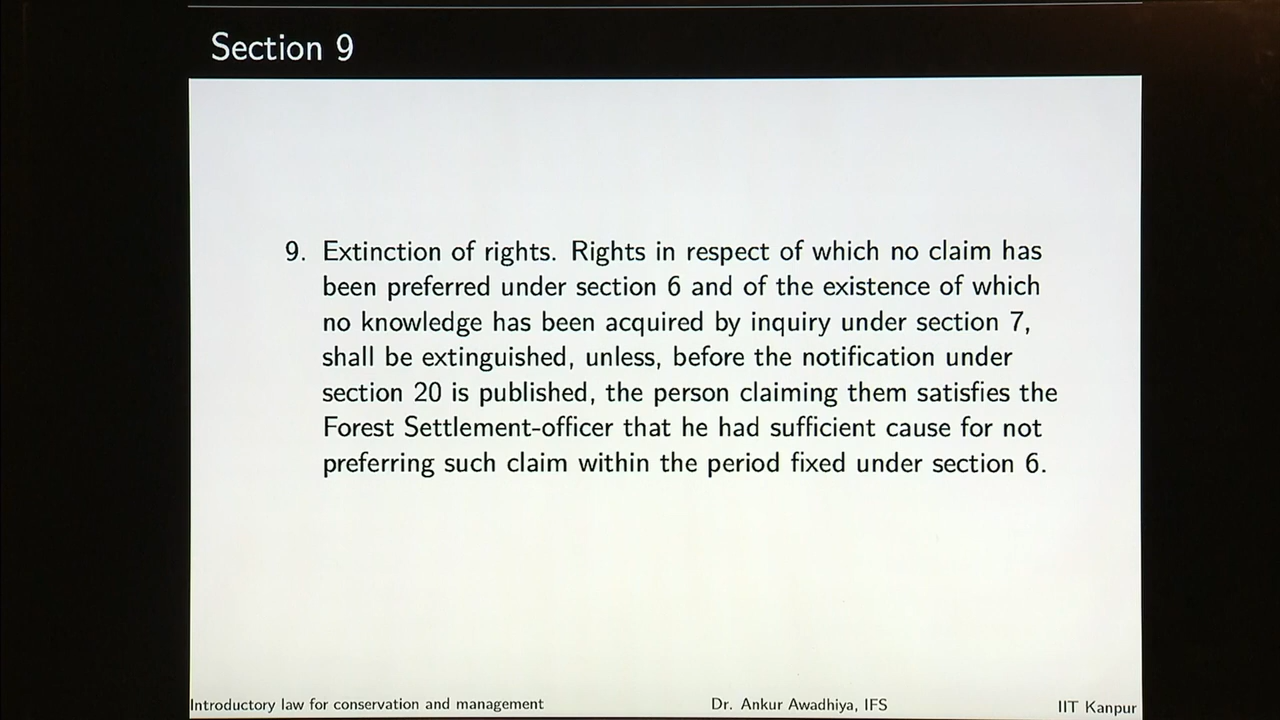 Section 9
9. Extinction of rights. Rights in respect of which no claim has
been preferred under section 6 and of the existence of which
no knowledge has been acquired by inquiry under section 7,
shall be extinguished, unless, before the notification under
section 20 is published, the person claiming them satisfies the
Forest Settlement-officer that he had sufficient cause for not
preferring such claim within the period fixed under section 6.
Introductory law for conservation and management Dr. Ankur Awadhiya, IFS IIT Kanpur